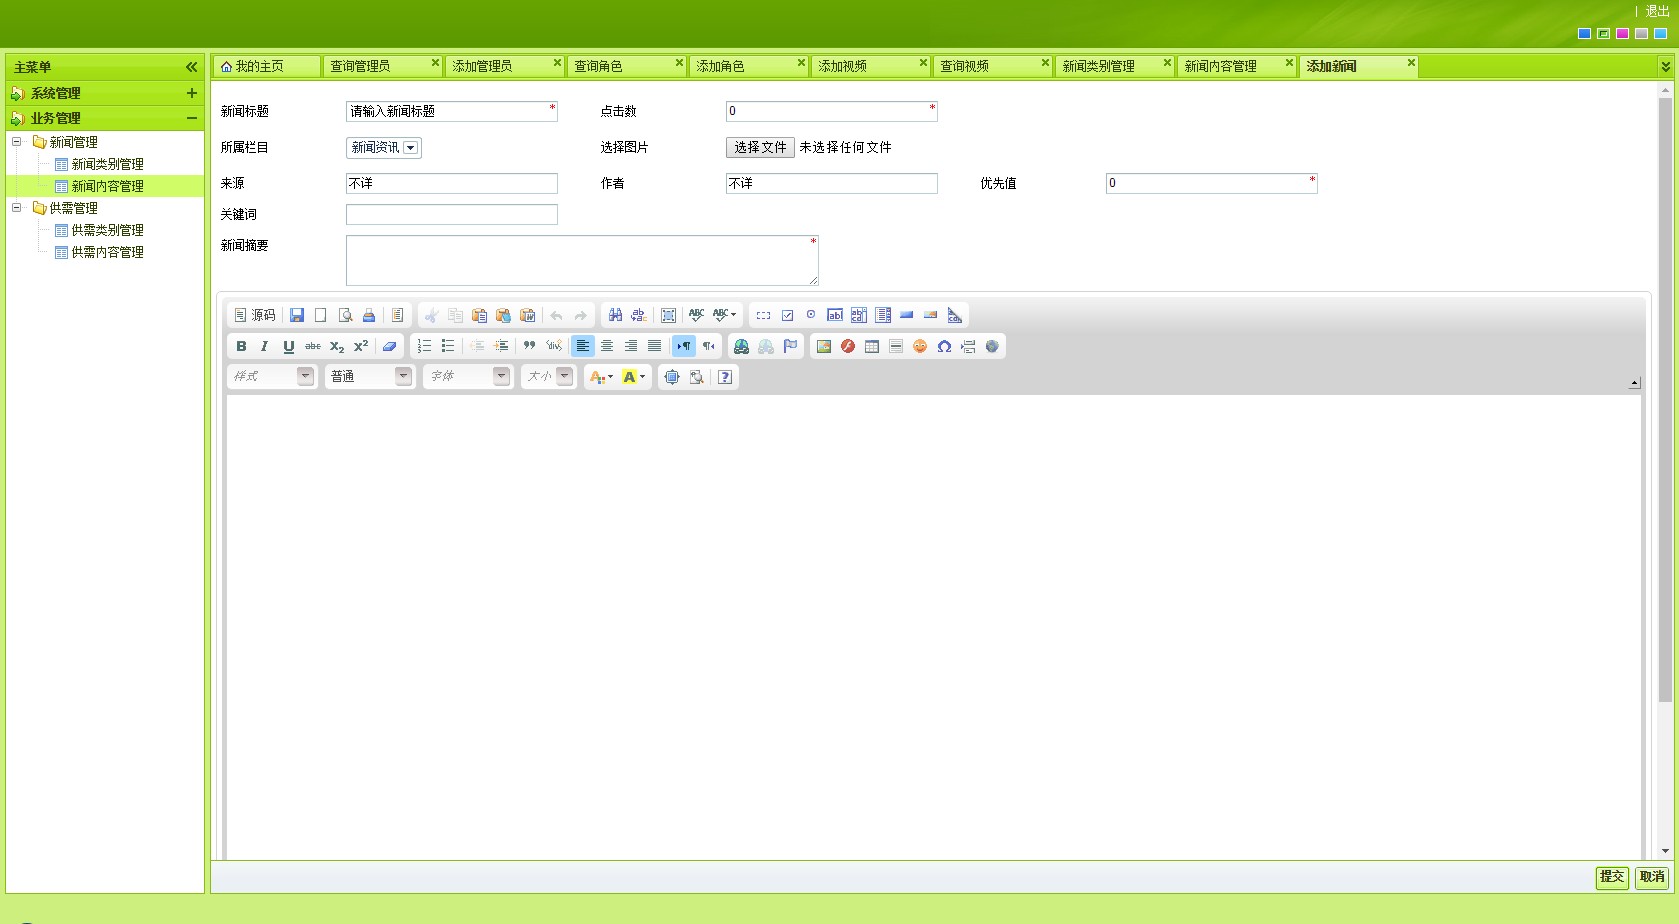 | 退出
主菜单
系统管理
业务管理
新闻管理
新闻类别管理
新闻内容管理
供需管理
供需类别管理
供需内容管理
我的主页 查询管理员 添加管理员 查询角色 添加角色 添加视频 查询视频 新闻类别管理 新闻内容管理 添加新闻
新闻标题 请输入新闻标题 * 点击数 0 *
所属栏目 新闻资讯 选择图片 选择文件 未选择任何文件
来源 不详 作者 不详 优先值 0 *
关键词
新闻摘要 *
源码
样式 普通 字体 大小
提交 取消